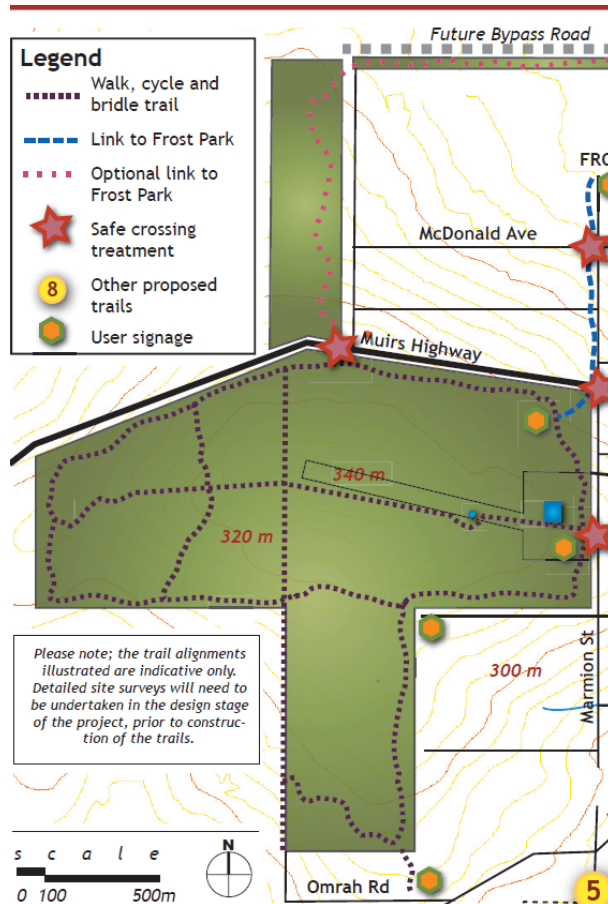 Future Bypass Road
Legend
Walk, cycle and
bridle trail
Link to Frost Park
Optional link to
Frost Park
Safe crossing
treatment
8
Other proposed
trails
User signage
FRO
McDonald Ave
Muirs Highway
340 m
320 m
Please note; the trail alignments
illustrated are indicative only.
Detailed site surveys will need to
be undertaken in the design stage
of the project, prior to construc-
tion of the trails.
300 m
Marmion St
s c a l e
0 100 500m
N
Omrah Rd
5